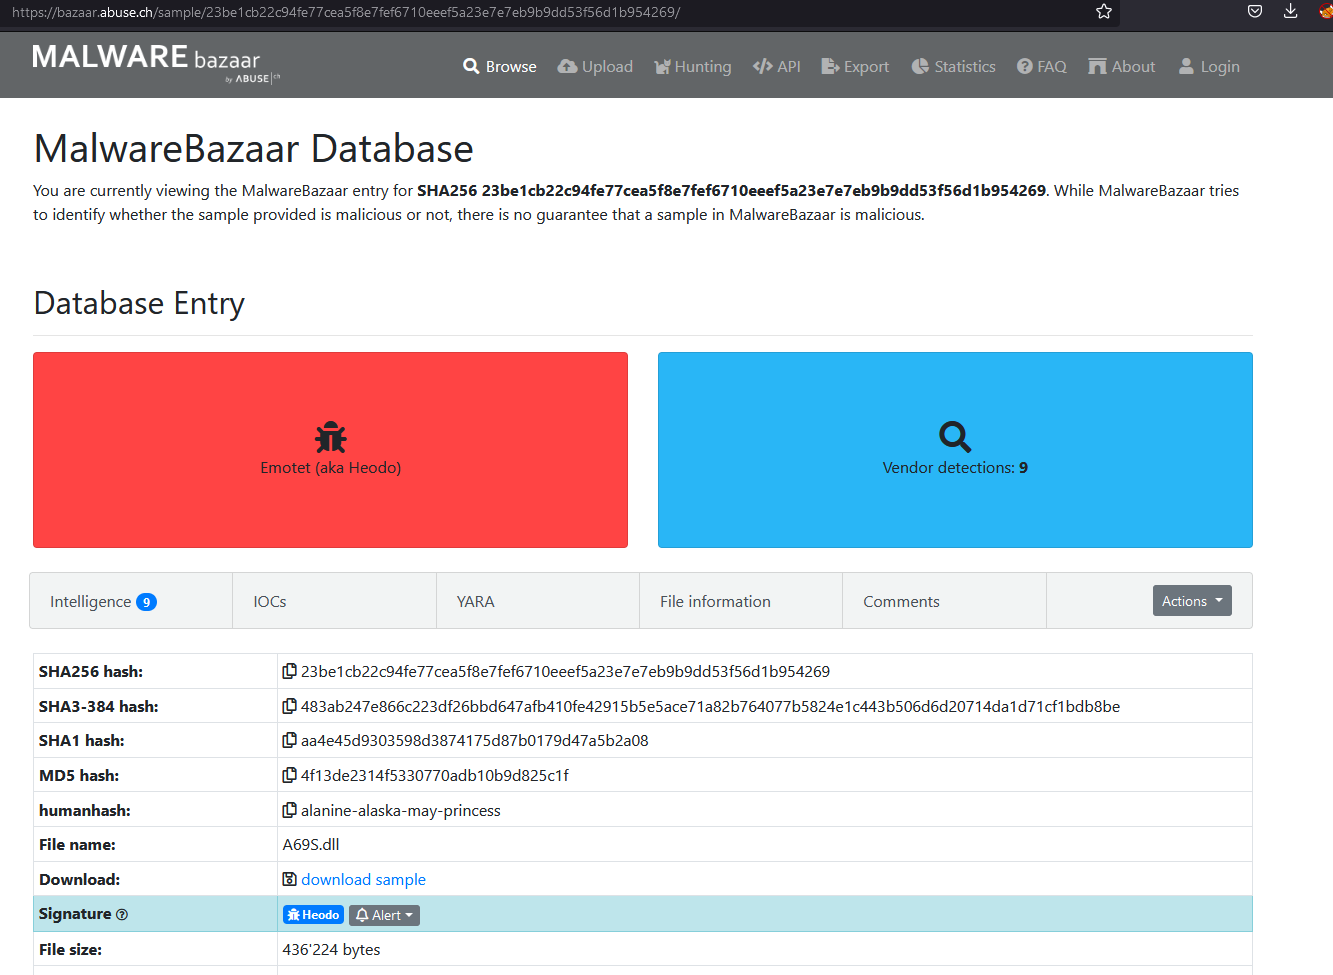 https://bazaar.abuse.ch/sample/23be1cb22c94fe77cea5f8e7fef6710eeef5a23e7e7eb9b9dd53f56d1b954269/
MALWARE bazaar
by ABUSE|ch
Browse Upload Hunting API Export Statistics FAQ About Login
MalwareBazaar Database
You are currently viewing the MalwareBazaar entry for SHA256 23be1cb22c94fe77cea5f8e7fef6710eeef5a23e7e7eb9b9dd53f56d1b954269. While MalwareBazaar tries
to identify whether the sample provided is malicious or not, there is no guarantee that a sample in MalwareBazaar is malicious.
Database Entry
Emotet (aka Heodo)
Vendor detections: 9
Intelligence 9 IOCs YARA File information Comments Actions
SHA256 hash: 23be1cb22c94fe77cea5f8e7fef6710eeef5a23e7e7eb9b9dd53f56d1b954269
SHA3-384 hash: 483ab247e866c223df26bbd647afb410fe42915b5e5ace71a82b764077b5824e1c443b506d6d20714da1d71cf1bdb8be
SHA1 hash: aa4e45d9303598d3874175d87b0179d47a5b2a08
MD5 hash: 4f13de2314f5330770adb10b9d825c1f
humanhash: alanine-alaska-may-princess
File name: A69S.dll
Download: download sample
Signature Heodo Alert
File size: 436'224 bytes